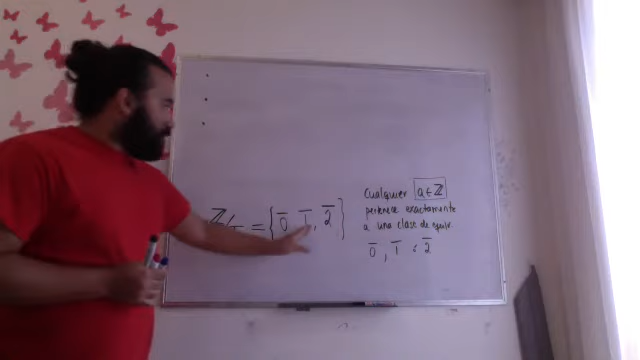 = { 0̅ 1̅, 2̅ }
Cualquier a ∈ ℤ
pertenece exactamente
a una clase de equiv.
0̅, 1̅ ó 2̅